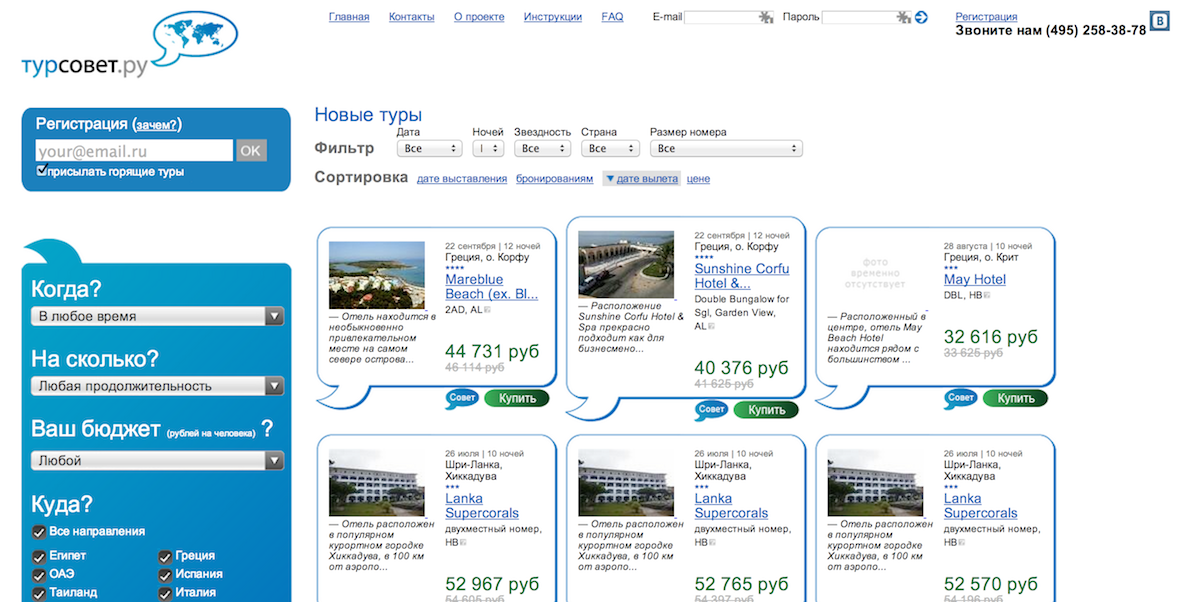 Главная Контакты О проекте Инструкции FAQ E-mail Пароль Регистрация
Звоните нам (495) 258-38-78
B
турсовет.ру
Регистрация (зачем?)
your@email.ru OK
присылать горящие туры
Когда?
В любое время
На сколько?
Любая продолжительность
Ваш бюджет (рублей на человека) ?
Любой
Куда?
Все направления
Египет Греция
ОАЭ Испания
Таиланд Италия
Новые туры
Дата Ночей Звездность Страна Размер номера
Фильтр Все Все Все Все
Сортировка дате выставления бронированиям ▼ дате вылета цене
22 сентября | 12 ночей
Греция, о. Корфу
****
Mareblue
Beach (ex. Bl...
2AD, AL
— Отель находится в
необыкновенно
привлекательном
месте на самом
севере острова...
44 731 руб
46 114 руб
Совет Купить
22 сентября | 12 ночей
Греция, о. Корфу
****
Sunshine Corfu
Hotel &...
Double Bungalow for
Sgl, Garden View,
AL
— Расположение
Sunshine Corfu Hotel &
Spa прекрасно
подходит как для
бизнесмено...
40 376 руб
41 625 руб
Совет Купить
фото
временно
отсутствует
28 августа | 10 ночей
Греция, о. Крит
***
May Hotel
DBL, HB
— Расположенный в
центре, отель May
Beach Hotel
находится рядом с
большинством ...
32 616 руб
33 625 руб
Совет Купить
26 июля | 10 ночей
Шри-Ланка,
Хиккадува
***
Lanka
Supercorals
двухместный номер,
HB
— Отель расположен
в популярном
курортном городке
Хиккадува, в 100 км
от аэропо...
52 967 руб
54 605 руб
26 июля | 10 ночей
Шри-Ланка,
Хиккадува
***
Lanka
Supercorals
двухместный номер,
HB
— Отель расположен
в популярном
курортном городке
Хиккадува, в 100 км
от аэропо...
52 765 руб
54 397 руб
26 июля | 10 ночей
Шри-Ланка,
Хиккадува
***
Lanka
Supercorals
двухместный номер,
HB
— Отель расположен
в популярном
курортном городке
Хиккадува, в 100 км
от аэропо...
52 570 руб
54 196 руб